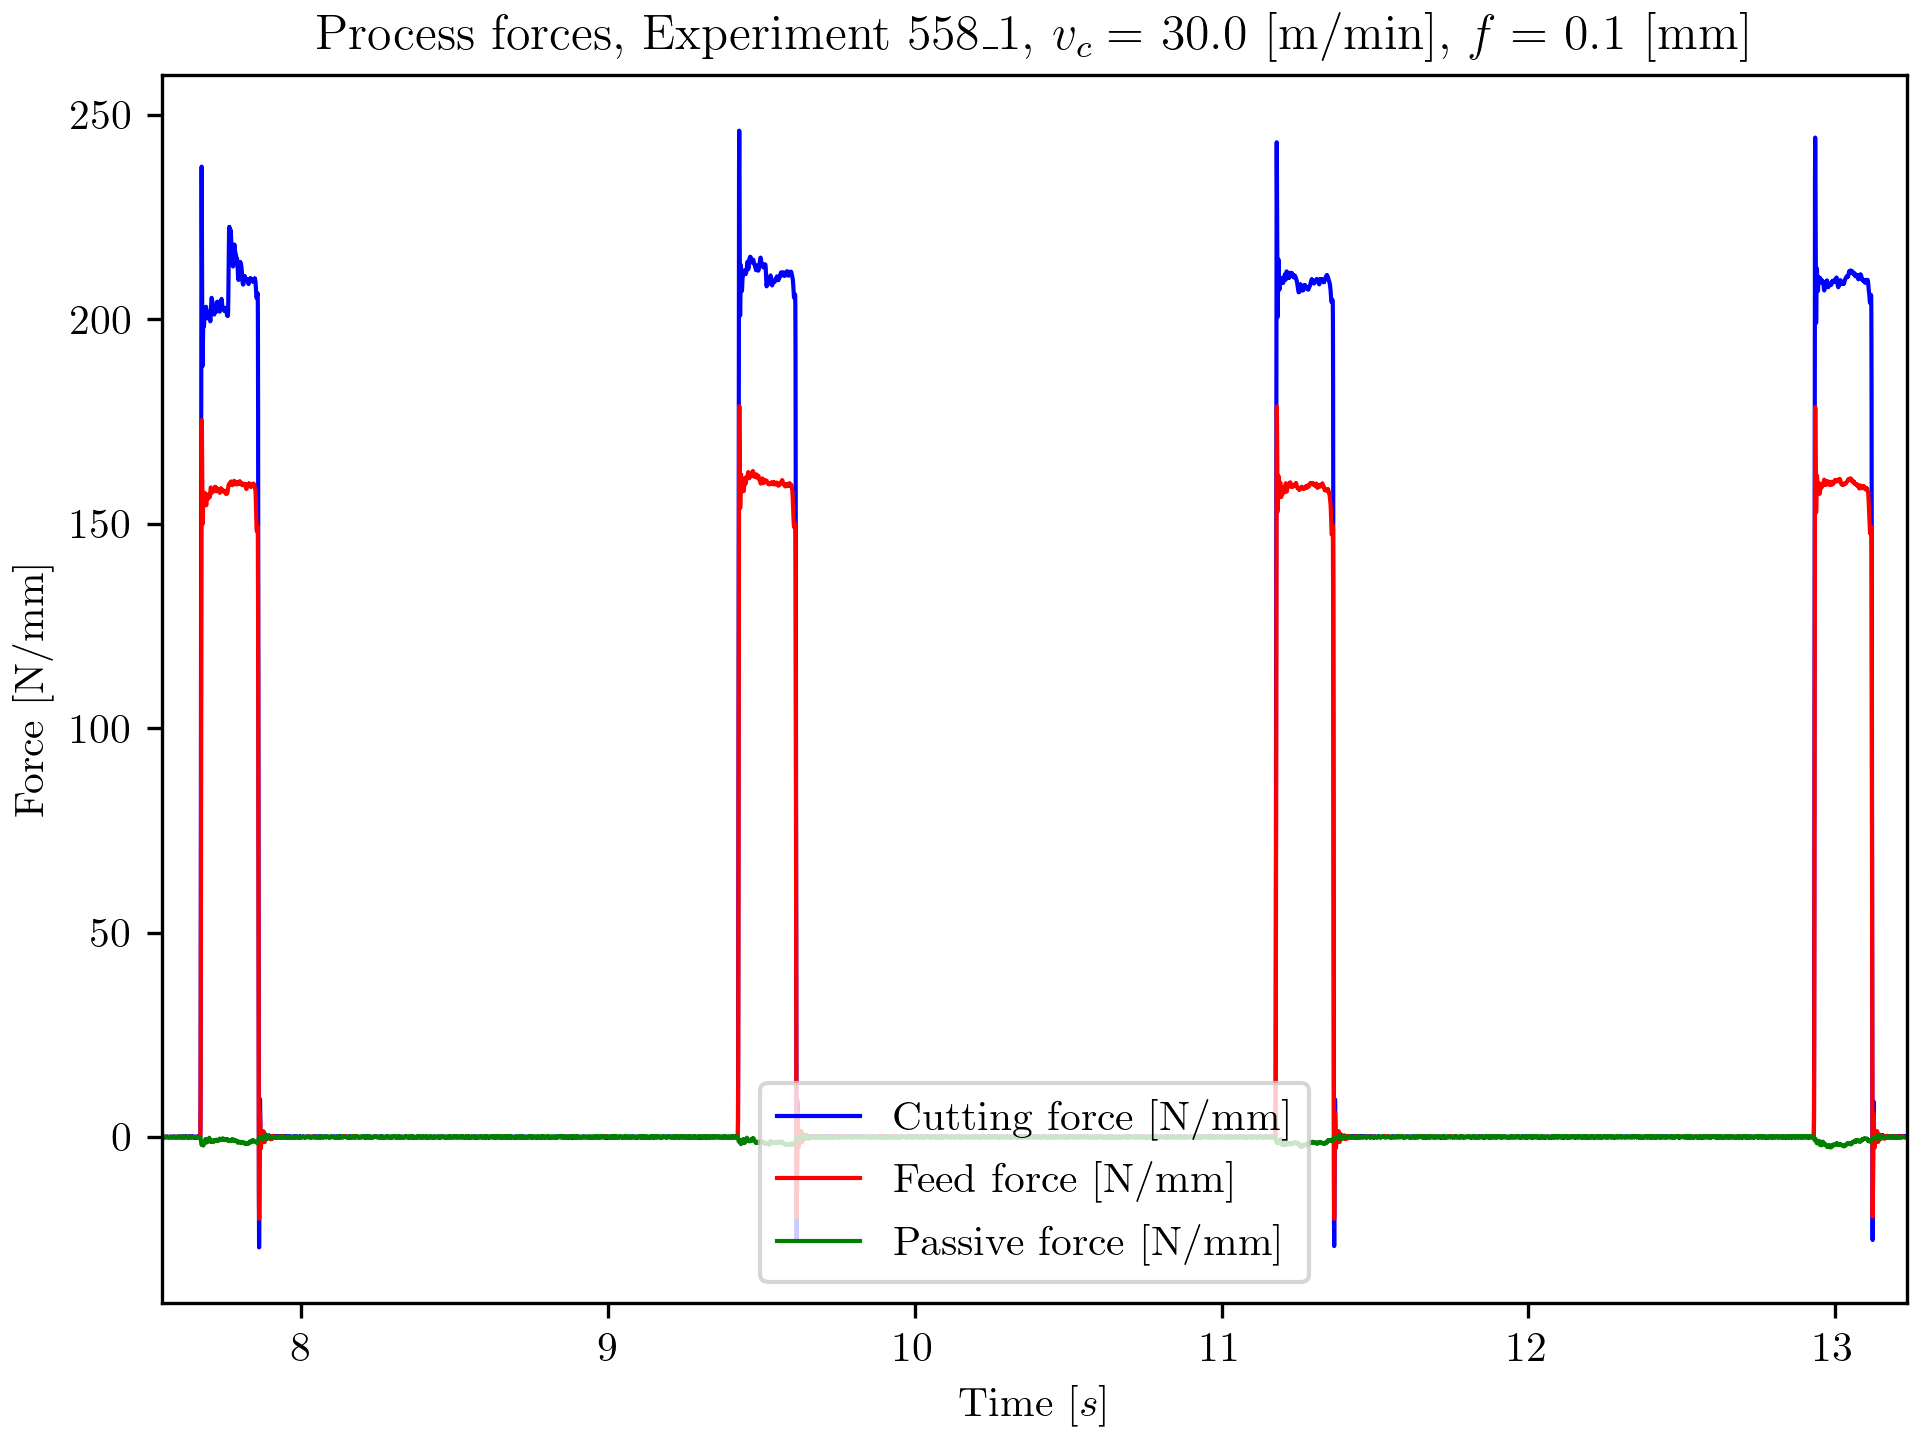 Process forces, Experiment 558_1, v_c = 30.0 [m/min], f = 0.1 [mm]
Force [N/mm]
250
200
150
100
50
0
Cutting force [N/mm]
Feed force [N/mm]
Passive force [N/mm]
8 9 10 11 12 13
Time [s]